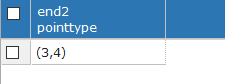 end2
pointtype
(3,4)